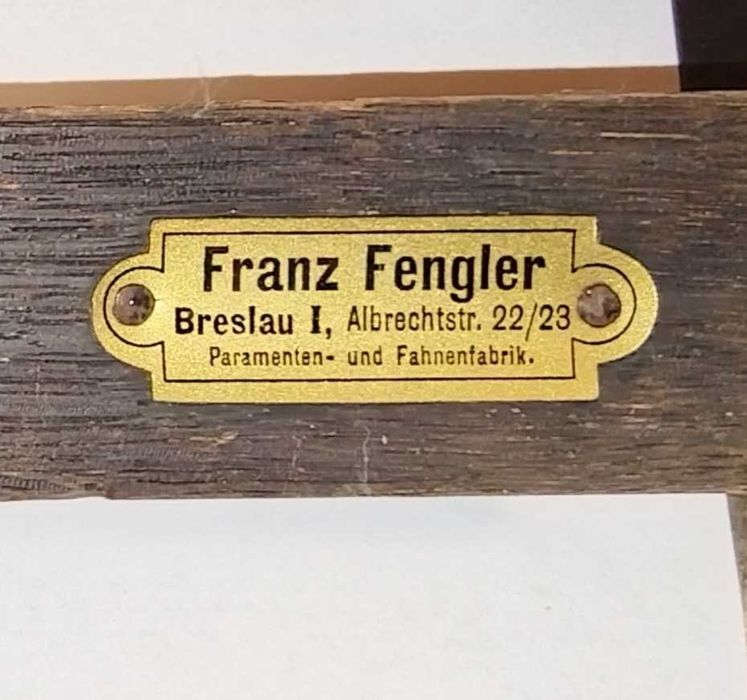 Franz Fengler
Breslau I, Albrechtstr. 22/23
Paramenten- und Fahnenfabrik.